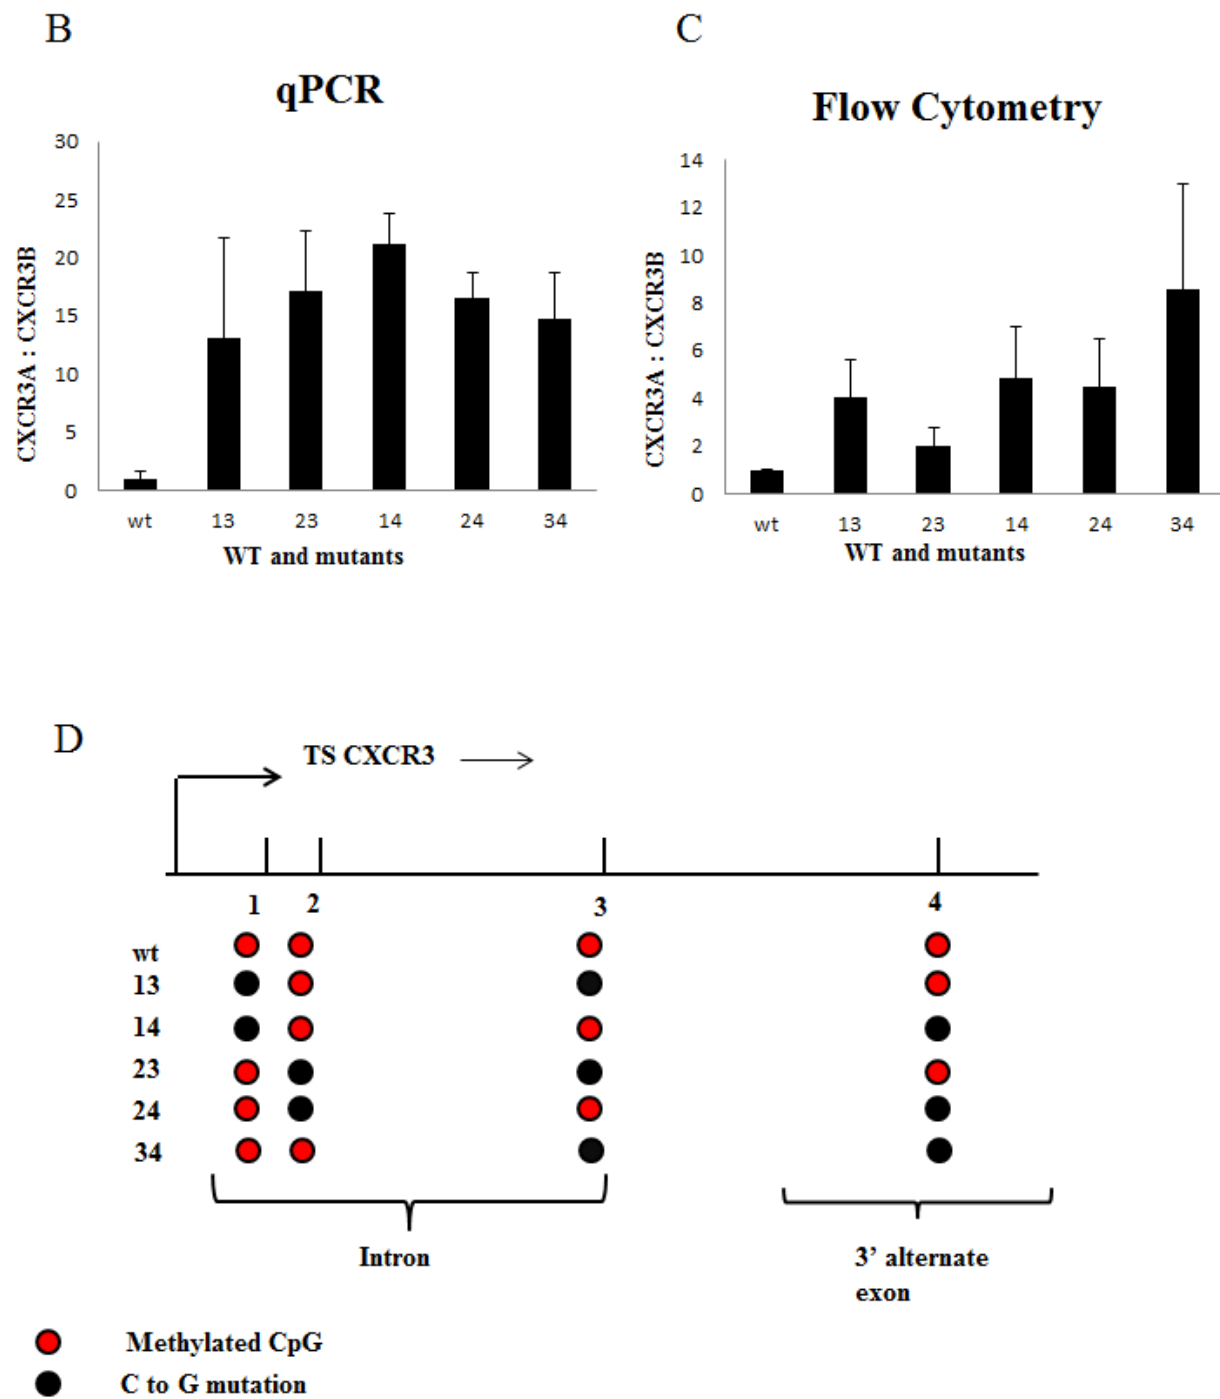 B
qPCR
30
25
20
15
10
5
0
CXCR3A : CXCR3B
wt 13 23 14 24 34
WT and mutants
C
Flow Cytometry
14
12
10
8
6
4
2
0
CXCR3A : CXCR3B
wt 13 23 14 24 34
WT and mutants
D
TS CXCR3
1 2 3 4
wt
13
14
23
24
34
Intron
3’ alternate
exon
Methylated CpG
C to G mutation